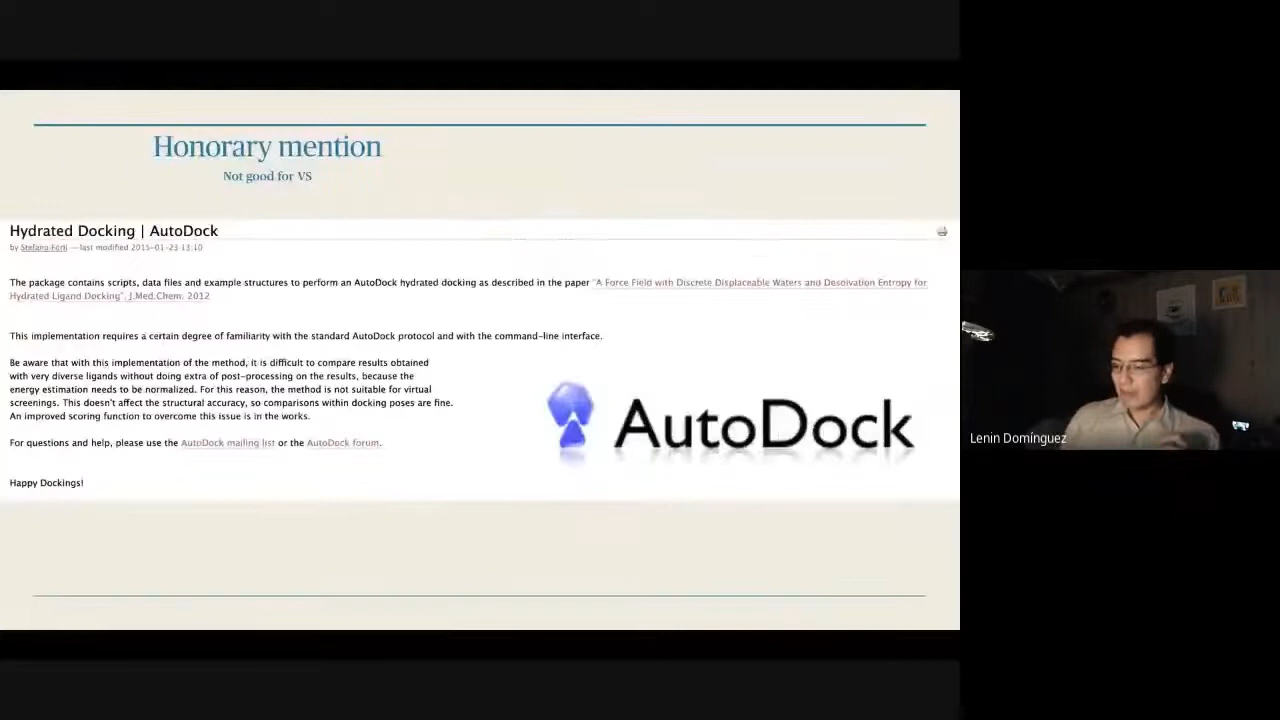 Honorary mention
Not good for VS
Hydrated Docking | AutoDock
by Stefano Forli — last modified 2015-01-23 13:10
The package contains scripts, data files and example structures to perform an AutoDock hydrated docking as described in the paper "A Force Field with Discrete Displaceable Waters and Desolvation Entropy for
Hydrated Ligand Docking", J.Med.Chem. 2012
This implementation requires a certain degree of familiarity with the standard AutoDock protocol and with the command-line interface.
Be aware that with this implementation of the method, it is difficult to compare results obtained
with very diverse ligands without doing extra of post-processing on the results, because the
energy estimation needs to be normalized. For this reason, the method is not suitable for virtual
screenings. This doesn't affect the structural accuracy, so comparisons within docking poses are fine.
An improved scoring function to overcome this issue is in the works.
For questions and help, please use the AutoDock mailing list or the AutoDock forum.
Happy Dockings!
AutoDock
Lenin Domínguez